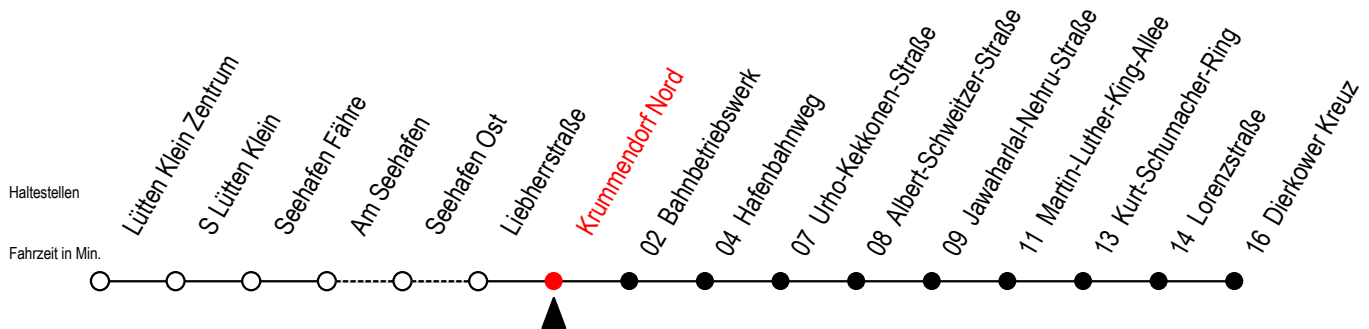 Haltestellen
Fahrzeit in Min.
Lütten Klein Zentrum
S Lütten Klein
Seehafen Fähre
Am Seehafen
Seehafen Ost
Liebherrstraße
Krummendorf Nord
02 Bahnbetriebswerk
04 Hafenbahnweg
07 Urho-Kekkonen-Straße
08 Albert-Schweitzer-Straße
09 Jawaharlal-Nehru-Straße
11 Martin-Luther-King-Allee
13 Kurt-Schumacher-Ring
14 Lorenzstraße
16 Dierkower Kreuz